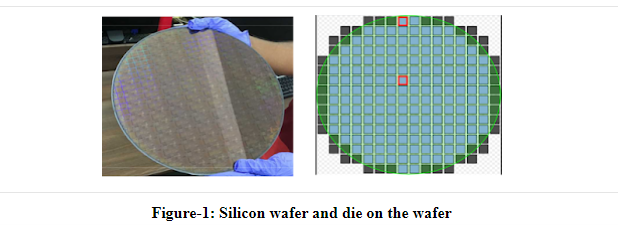 Figure-1: Silicon wafer and die on the wafer